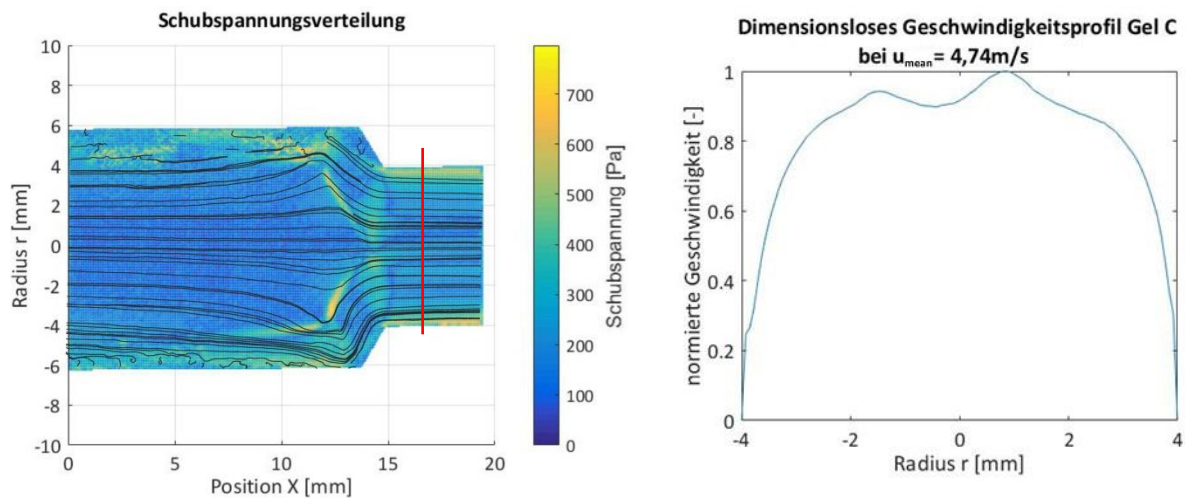 Schubspannungsverteilung
10
8
6
4
2
0
-2
-4
-6
-8
-10
Radius r [mm]
0 5 10 15 20
Position X [mm]
700
600
500
400
300
200
100
0
Schubspannung [Pa]
Dimensionsloses Geschwindigkeitsprofil Gel C
bei umean= 4,74m/s
1
0.8
0.6
0.4
0.2
0
normierte Geschwindigkeit [-]
-4 -2 0 2 4
Radius r [mm]